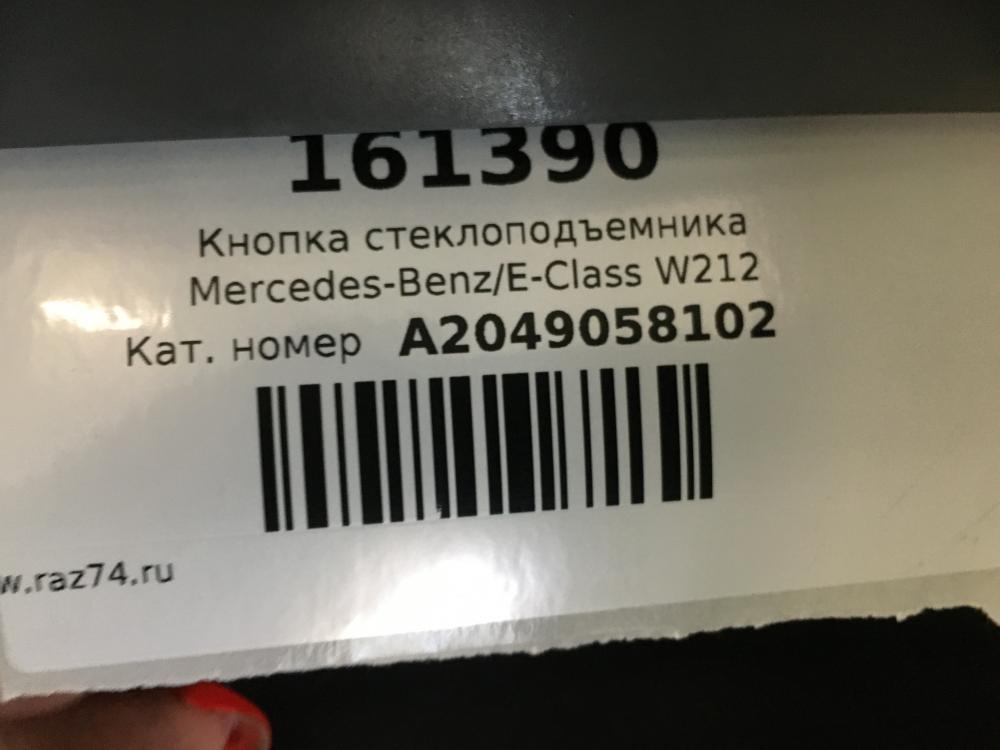 161390
Кнопка стеклоподъемника
Mercedes-Benz/E-Class W212
Кат. номер A2049058102
w.raz74.ru